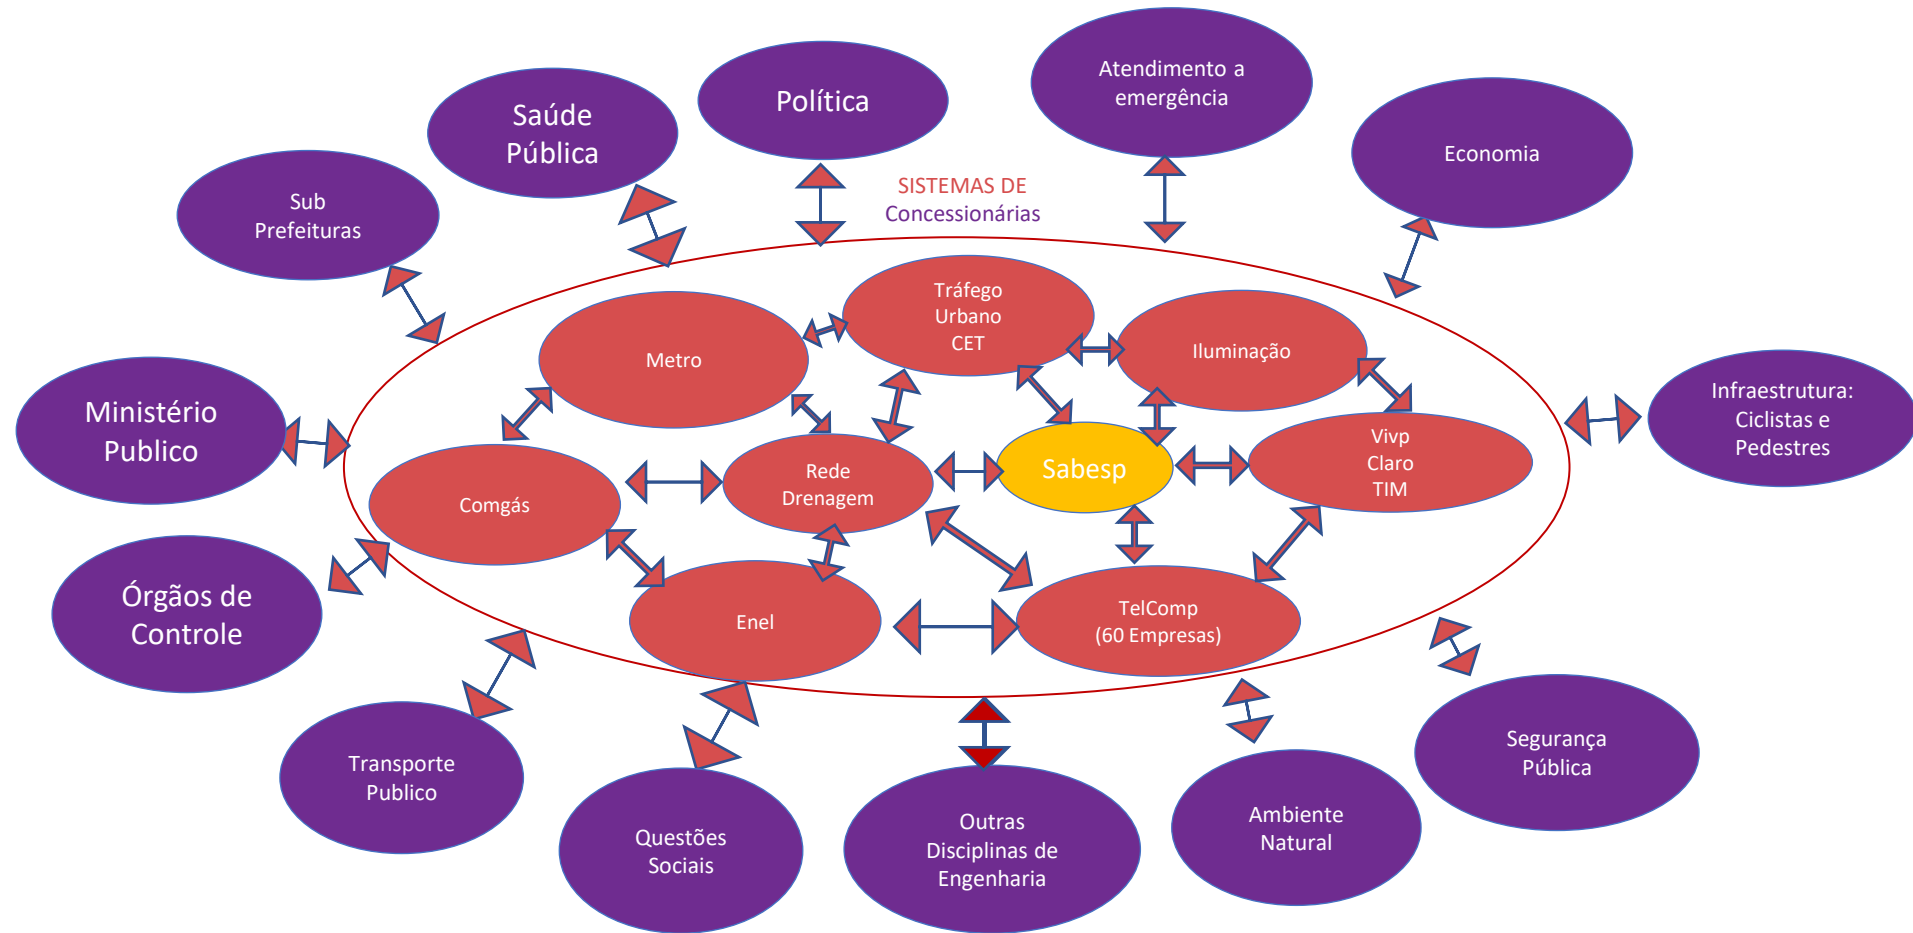 Política
Atendimento a
emergência
Saúde
Pública
Economia
SISTEMAS DE
Concessionárias
Sub
Prefeituras
Tráfego
Urbano
CET
Metro
Iluminação
Ministério
Publico
Infraestrutura:
Ciclistas e
Pedestres
Vivp
Claro
TIM
Rede
Drenagem
Sabesp
Comgás
Órgãos de
Controle
Enel
TelComp
(60 Empresas)
Segurança
Pública
Transporte
Publico
Ambiente
Natural
Questões
Sociais
Outras
Disciplinas de
Engenharia